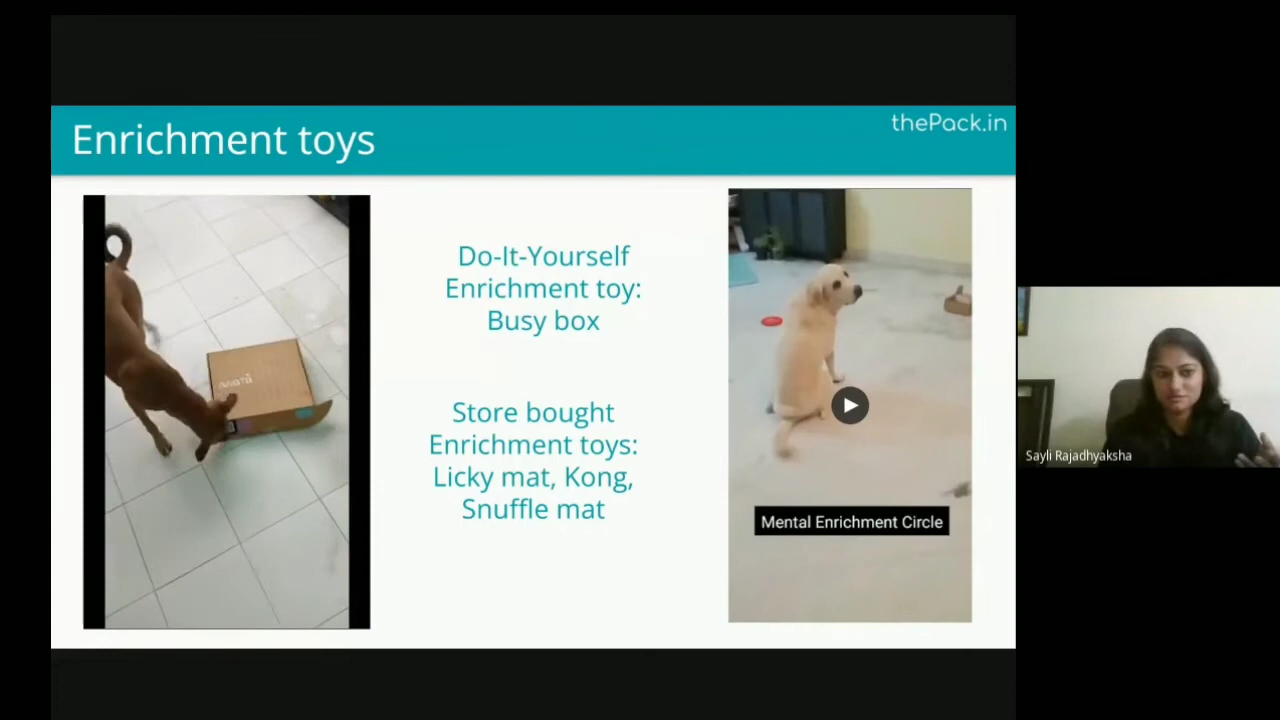 Enrichment toys
thePack.in
Do-It-Yourself
Enrichment toy:
Busy box
Store bought
Enrichment toys:
Licky mat, Kong,
Snuffle mat
Mental Enrichment Circle
Sayli Rajadhyaksha